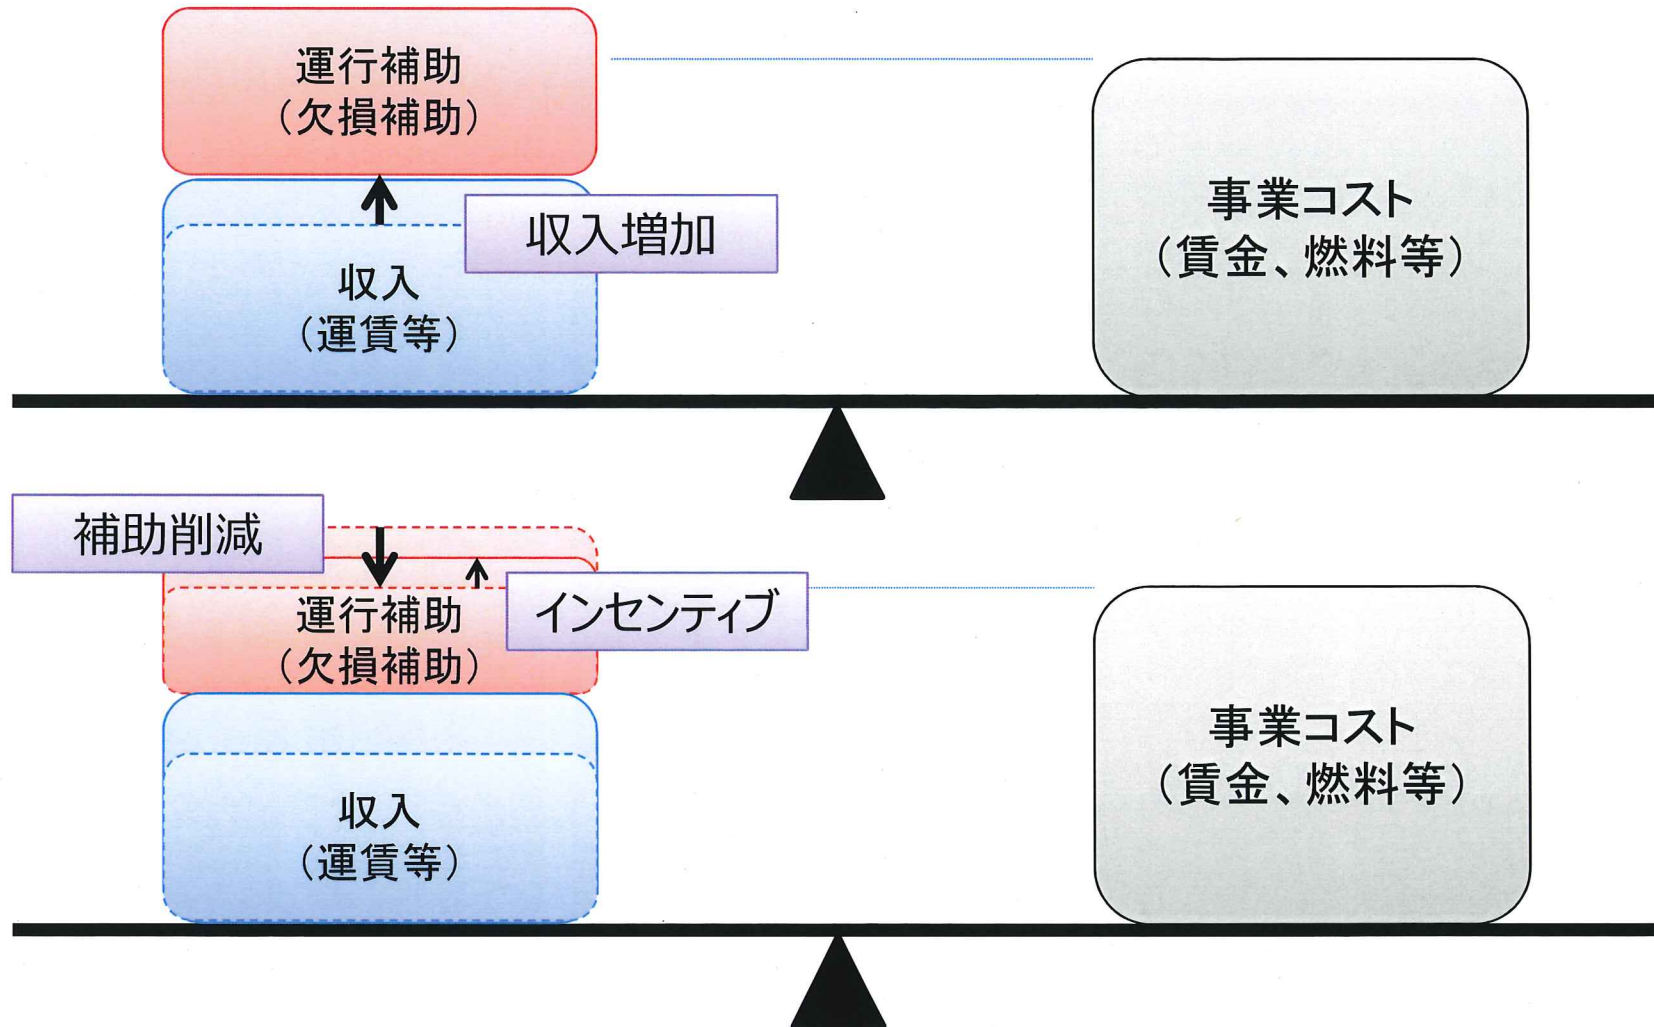 運行補助
（欠損補助）
収入増加
収入
（運賃等）
事業コスト
（賃金、燃料等）
補助削減
インセンティブ
運行補助
（欠損補助）
収入
（運賃等）
事業コスト
（賃金、燃料等）